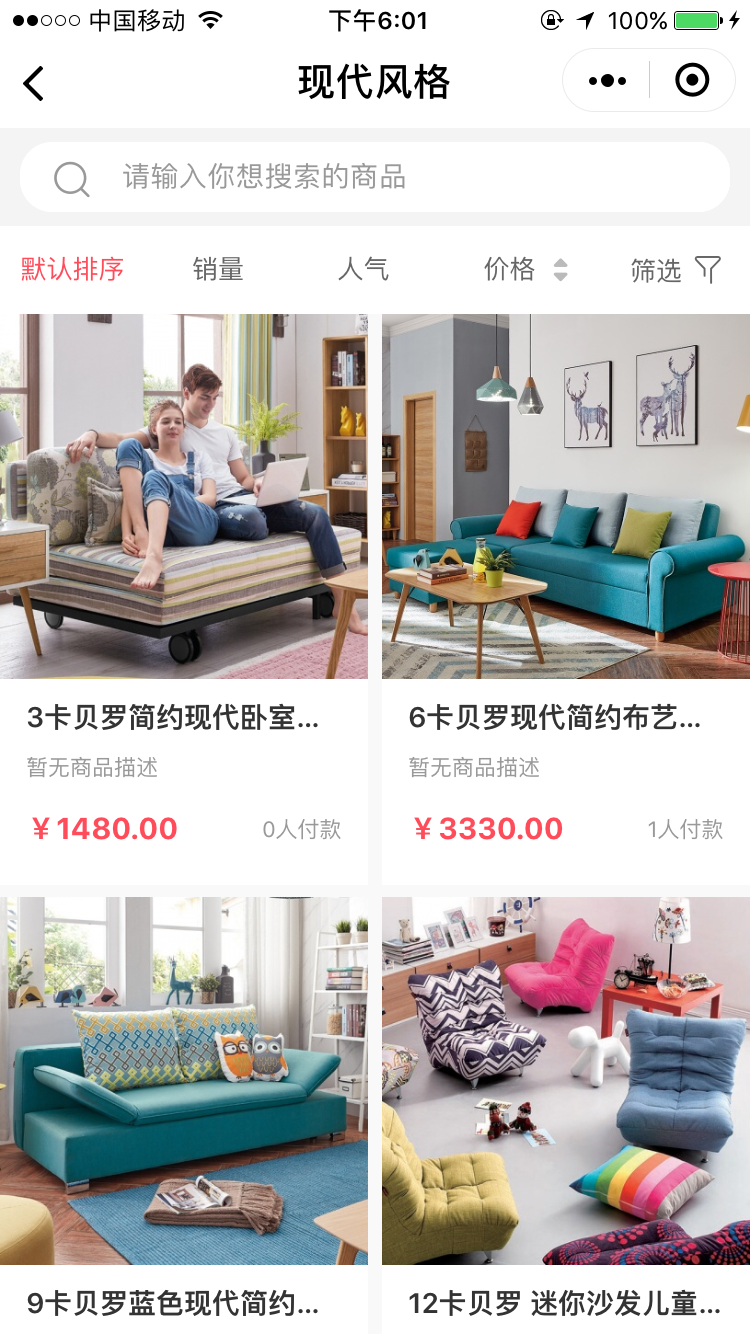 中国移动
下午6:01
100%
现代风格
请输入你想搜索的商品
默认排序
销量
人气
价格
筛选
3卡贝罗简约现代卧室...
暂无商品描述
￥1480.00
0人付款
6卡贝罗现代简约布艺...
暂无商品描述
￥3330.00
1人付款
9卡贝罗蓝色现代简约...
12卡贝罗 迷你沙发儿童...